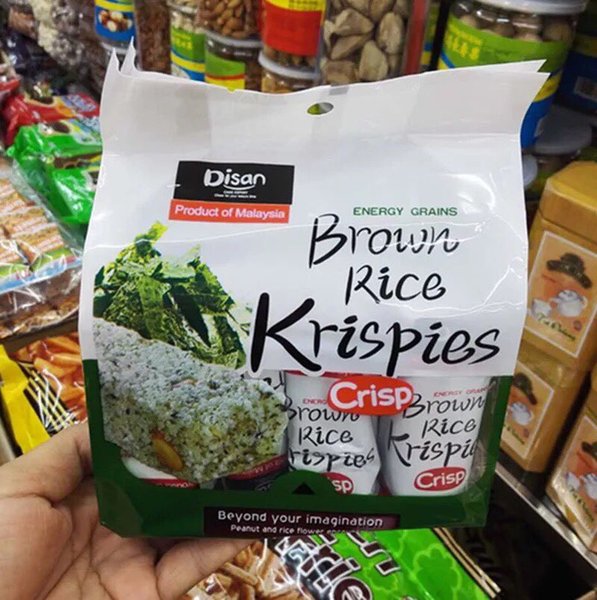 Disan
Product of Malaysia
ENERGY GRAINS
Brown
Rice
Krispies
Crisp
ENERGY GRAINS
Brown
Rice
Krispies
Crisp
Brown
Rice
Krispies
Crisp
Beyond your imagination
Peanut and rice flower